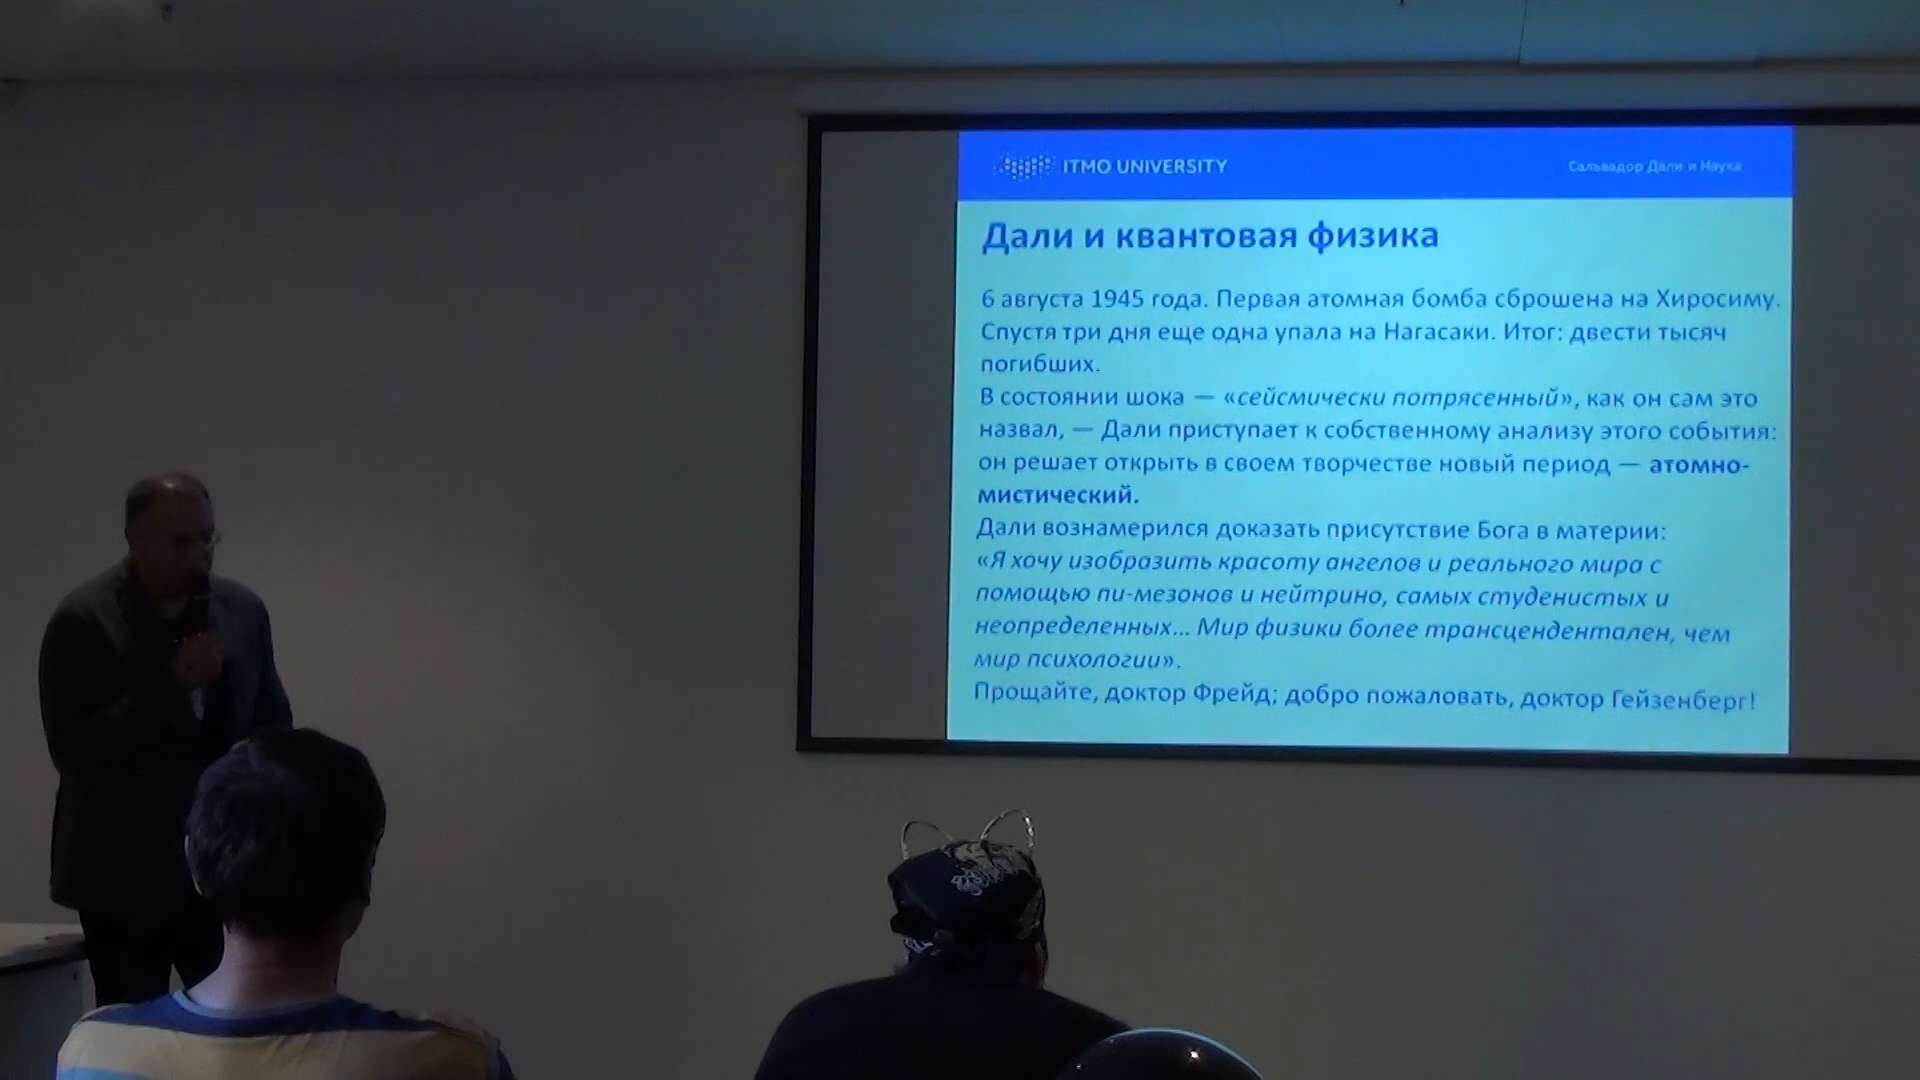 ITMO UNIVERSITY
Сальвадор Дали и Наука
Дали и квантовая физика
6 августа 1945 года. Первая атомная бомба сброшена на Хиросиму.
Спустя три дня еще одна упала на Нагасаки. Итог: двести тысяч
погибших.
В состоянии шока — «сейсмически потрясенный», как он сам это
назвал, — Дали приступает к собственному анализу этого события:
он решает открыть в своем творчестве новый период — атомно-
мистический.
Дали вознамерился доказать присутствие Бога в материи:
«Я хочу изобразить красоту ангелов и реального мира с
помощью пи-мезонов и нейтрино, самых студенистых и
неопределенных... Мир физики более трансцендентален, чем
мир психологии».
Прощайте, доктор Фрейд; добро пожаловать, доктор Гейзенберг!